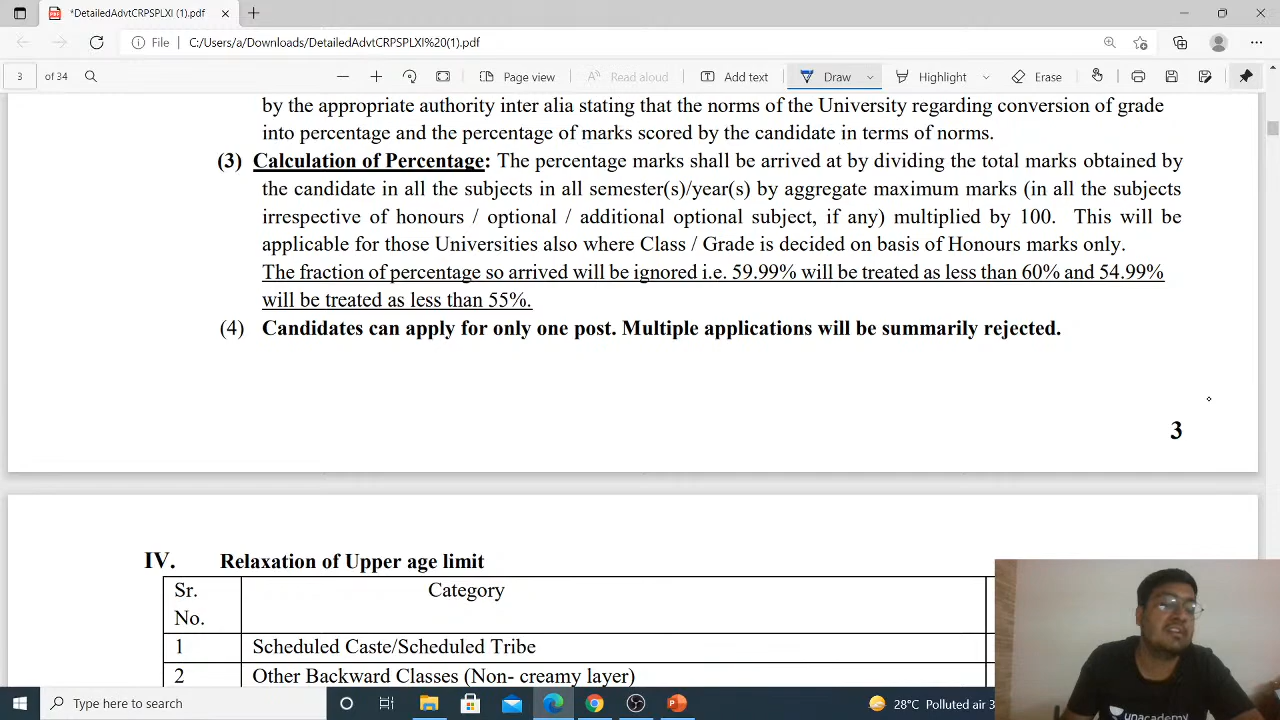 *DetailedAdvtCRPSPLXI (1).pdf
File | C:/Users/a/Downloads/DetailedAdvtCRPSPLXI%20(1).pdf
3 of 34 Page view Read aloud Add text Draw Highlight Erase
by the appropriate authority inter alia stating that the norms of the University regarding conversion of grade
into percentage and the percentage of marks scored by the candidate in terms of norms.
(3) Calculation of Percentage: The percentage marks shall be arrived at by dividing the total marks obtained by
the candidate in all the subjects in all semester(s)/year(s) by aggregate maximum marks (in all the subjects
irrespective of honours / optional / additional optional subject, if any) multiplied by 100. This will be
applicable for those Universities also where Class / Grade is decided on basis of Honours marks only.
The fraction of percentage so arrived will be ignored i.e. 59.99% will be treated as less than 60% and 54.99%
will be treated as less than 55%.
(4) Candidates can apply for only one post. Multiple applications will be summarily rejected.
3
IV. Relaxation of Upper age limit
Sr. Category
No.
1 Scheduled Caste/Scheduled Tribe
2 Other Backward Classes (Non- creamy layer)
unacademy
Type here to search 28°C Polluted air 3